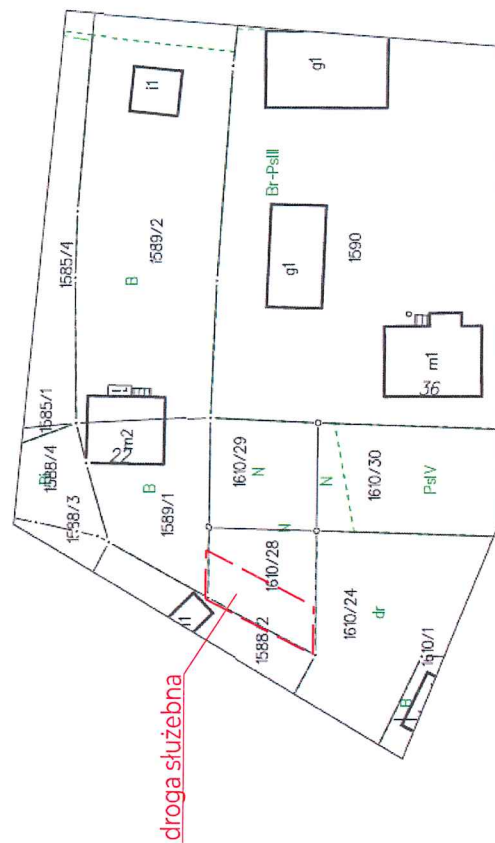 i1
g1
1585/4
1589/2
B
Br-PsIII
g1
1590
1585/1
1588/4
m2
22
m1
36
1588/3
1589/1
B
1610/29
N
N
1610/30
PsIV
N
1610/28
i1
1588/2
1610/24
dr
1610/1
B
droga służebna